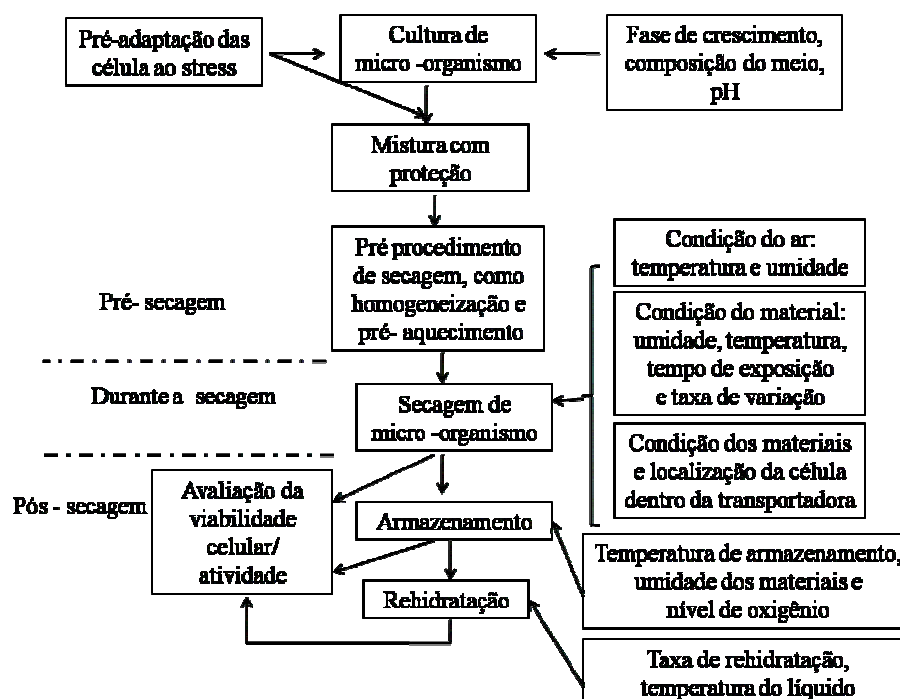 Pré-adaptação das
célula ao stress
Cultura de
micro -organismo
Fase de crescimento,
composição do meio,
pH
Mistura com
proteção
Pré procedimento
de secagem, como
homogeneização e
pré- aquecimento
Condição do ar:
temperatura e umidade
Condição do material:
umidade, temperatura,
tempo de exposição
e taxa de variação
Condição dos materiais
e localização da célula
dentro da transportadora
Pré- secagem
Durante a secagem
Secagem de
micro -organismo
Pós - secagem
Avaliação da
viabilidade
celular/
atividade
Armazenamento
Rehidratação
Temperatura de armazenamento,
umidade dos materiais e
nível de oxigênio
Taxa de rehidratação,
temperatura do líquido